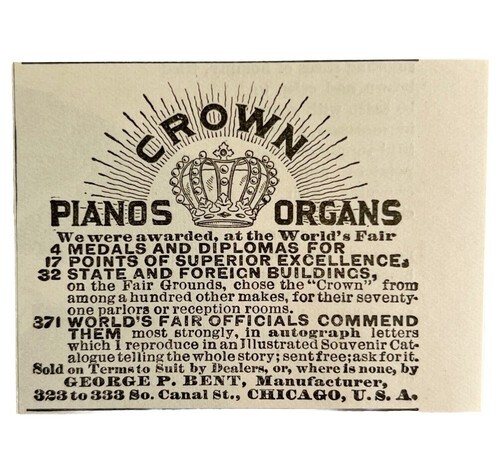 CROWN
PIANOS ORGANS
We were awarded, at the World's Fair
4 MEDALS AND DIPLOMAS FOR
17 POINTS OF SUPERIOR EXCELLENCE,
32 STATE AND FOREIGN BUILDINGS,
on the Fair Grounds, chose the "Crown" from
among a hundred other makes, for their seventy-
one parlors or reception rooms.
371 WORLD'S FAIR OFFICIALS COMMEND
THEM most strongly, in autograph letters
which I reproduce in an Illustrated Souvenir Cat-
alogue telling the whole story; sent free; ask for it.
Sold on Terms to Suit by Dealers, or, where is none, by
GEORGE P. BENT, Manufacturer,
323 to 333 So. Canal St., CHICAGO, U. S. A.